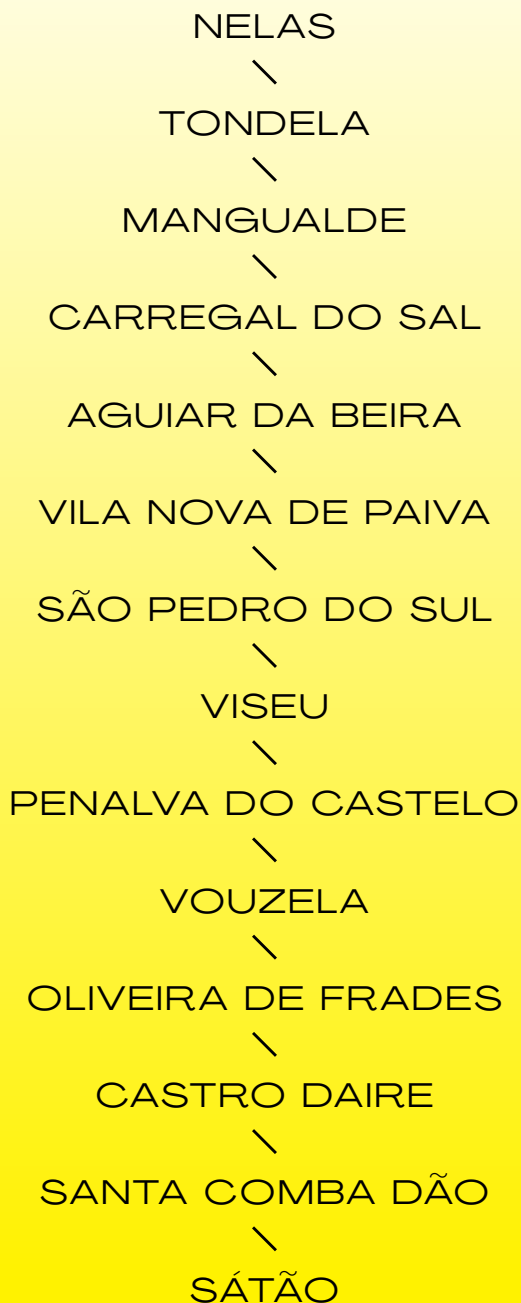 NELAS
\
TONDELA
\
MANGUALDE
\
CARREGAL DO SAL
\
AGUIAR DA BEIRA
\
VILA NOVA DE PAIVA
\
SÃO PEDRO DO SUL
\
VISEU
\
PENALVA DO CASTELO
\
VOUZELA
\
OLIVEIRA DE FRADES
\
CASTRO DAIRE
\
SANTA COMBA DÃO
\
SÁTÃO